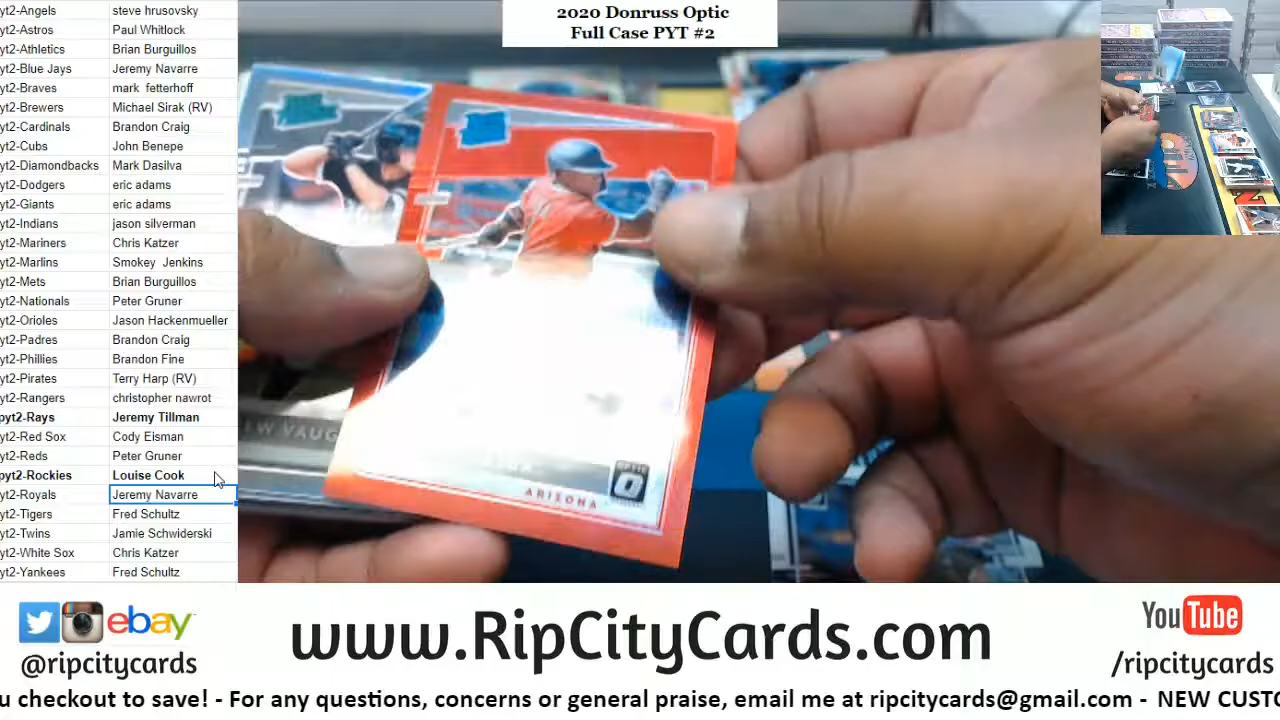 2020 Donruss Optic
Full Case PYT #2
yt2-Angels steve hrusovsky
yt2-Astros Paul Whitlock
yt2-Athletics Brian Burguillos
yt2-Blue Jays Jeremy Navarre
yt2-Braves mark fetterhoff
yt2-Brewers Michael Sirak (RV)
yt2-Cardinals Brandon Craig
yt2-Cubs John Benepe
yt2-Diamondbacks Mark Dasilva
yt2-Dodgers eric adams
yt2-Giants eric adams
yt2-Indians jason silverman
yt2-Mariners Chris Katzer
yt2-Marlins Smokey Jenkins
yt2-Mets Brian Burguillos
yt2-Nationals Peter Gruner
yt2-Orioles Jason Hackenmueller
yt2-Padres Brandon Craig
yt2-Phillies Brandon Fine
yt2-Pirates Terry Harp (RV)
yt2-Rangers christopher nawrot
pyt2-Rays Jeremy Tillman
yt2-Red Sox Cody Elsman
yt2-Reds Peter Gruner
pyt2-Rockies Louise Cook
yt2-Royals Jeremy Navarre
yt2-Tigers Fred Schultz
yt2-Twins Jamie Schwiderski
yt2-White Sox Chris Katzer
yt2-Yankees Fred Schultz
OPTIC
ARIZONA
ebay
@ripcitycards
www.RipCityCards.com
YouTube
/ripcitycards
u checkout to save! - For any questions, concerns or general praise, email me at ripcitycards@gmail.com - NEW CUSTO